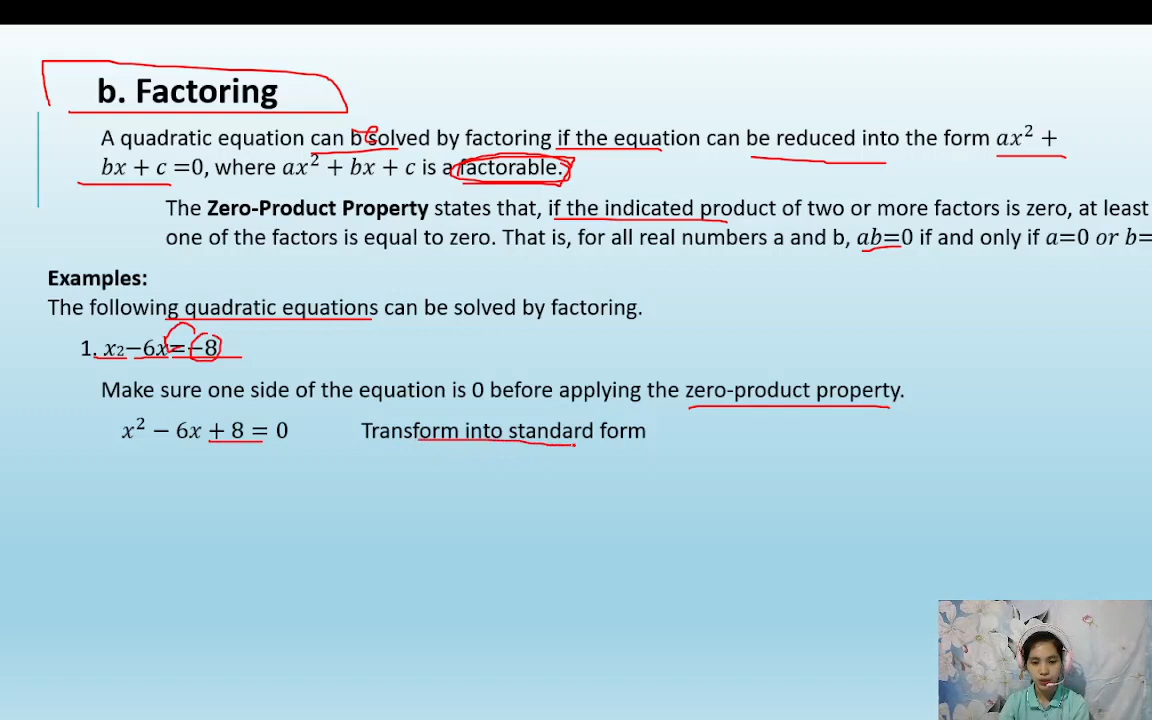 b. Factoring
A quadratic equation can b solved by factoring if the equation can be reduced into the form 𝑎𝑥² +
𝑏𝑥 + 𝑐 =0, where 𝑎𝑥² + 𝑏𝑥 + 𝑐 is a factorable.
The Zero-Product Property states that, if the indicated product of two or more factors is zero, at least
one of the factors is equal to zero. That is, for all real numbers a and b, 𝑎𝑏=0 if and only if 𝑎=0 𝑜𝑟 𝑏=
Examples:
The following quadratic equations can be solved by factoring.
1. 𝑥2−6𝑥=−8
Make sure one side of the equation is 0 before applying the zero-product property.
𝑥² − 6𝑥 + 8 = 0 Transform into standard form